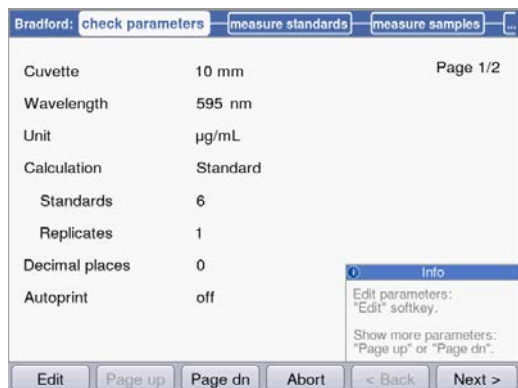 Bradford: check parameters measure standards measure samples ...
Cuvette 10 mm Page 1/2
Wavelength 595 nm
Unit µg/mL
Calculation Standard
Standards 6
Replicates 1
Decimal places 0
Autoprint off
Info
Edit parameters:
"Edit" softkey.
Show more parameters:
"Page up" or "Page dn".
Edit Page up Page dn Abort < Back Next >